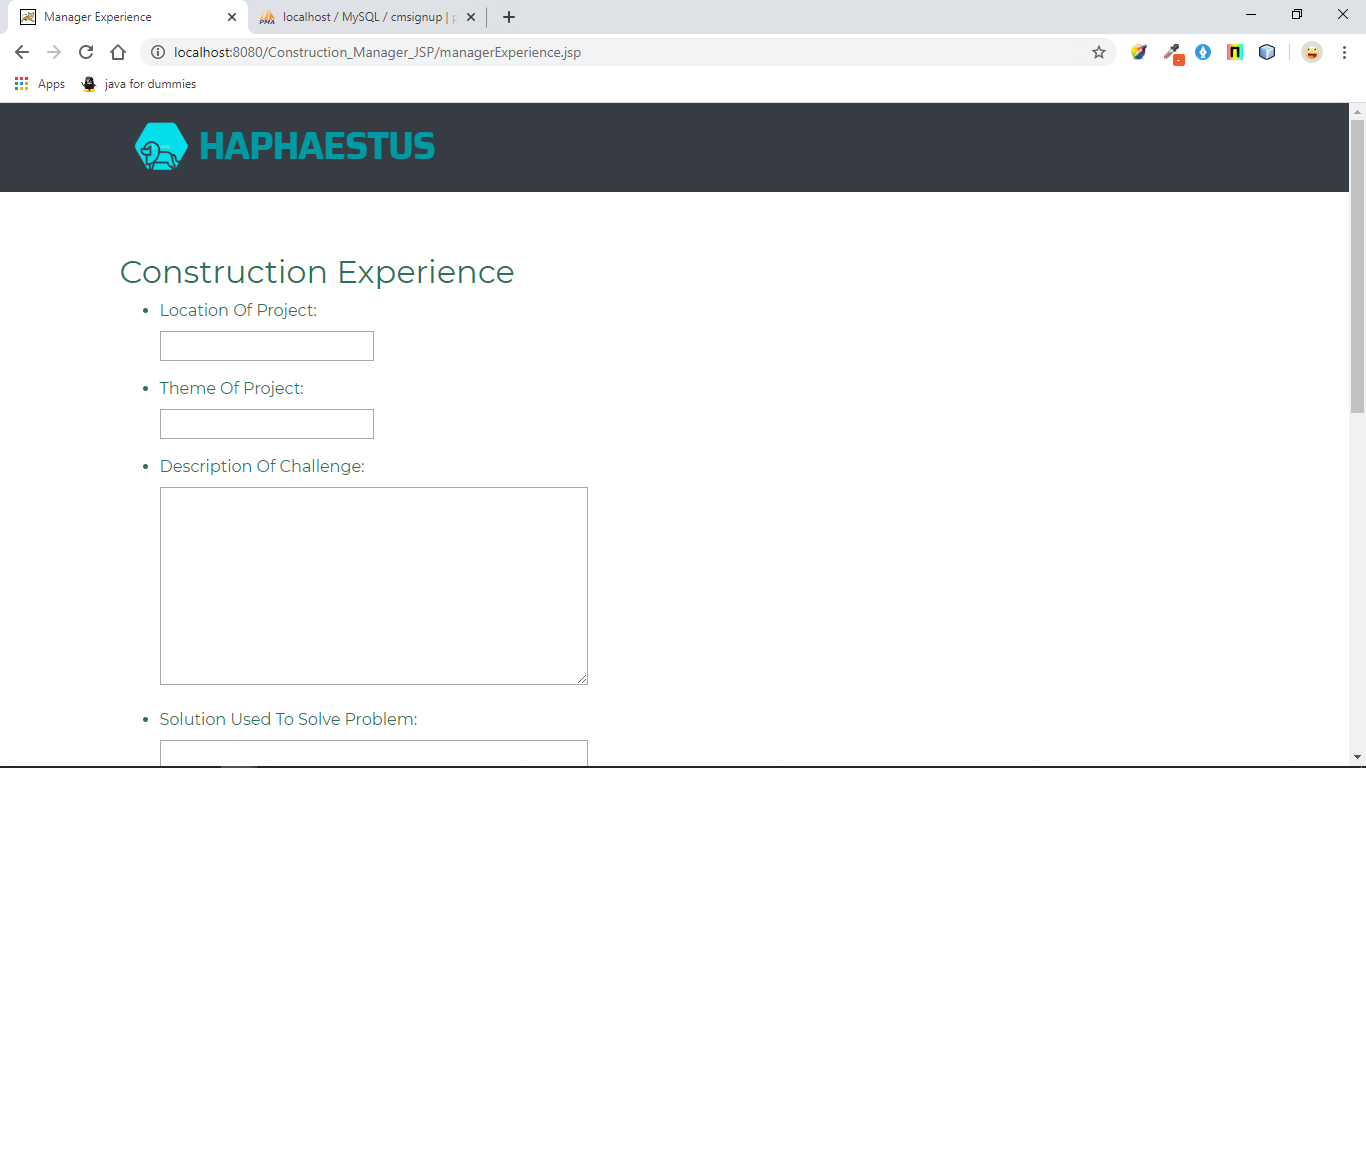 Manager Experience
localhost / MySQL / cmsignup |
localhost:8080/Construction_Manager_JSP/managerExperience.jsp
Apps
java for dummies
HAPHAESTUS
Construction Experience
Location Of Project:
Theme Of Project:
Description Of Challenge:
Solution Used To Solve Problem: